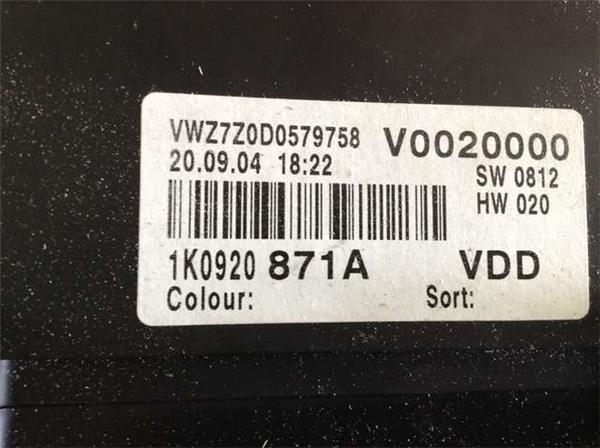 VWZ7Z0D0579758 V0020000
20.09.04 18:22 SW 0812
HW 020
1K0920 871A VDD
Colour: Sort: